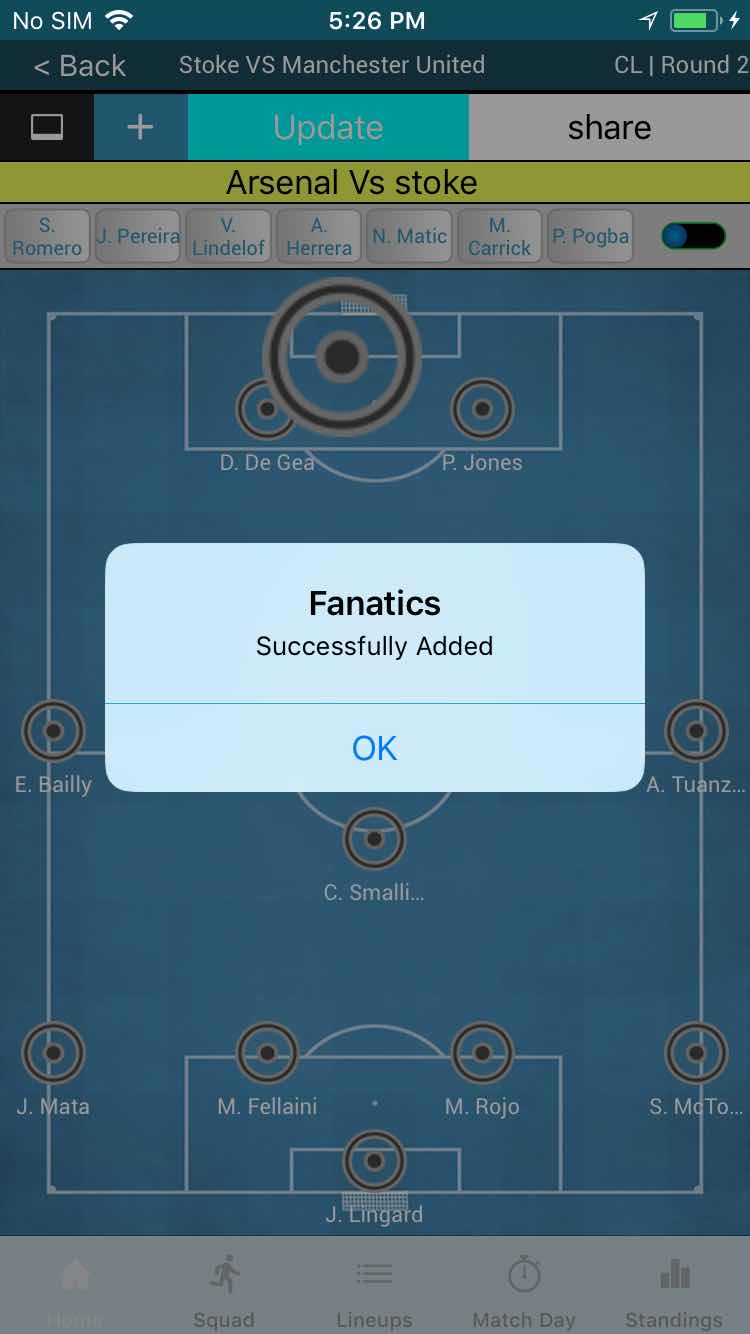 No SIM 5:26 PM
< Back Stoke VS Manchester United CL | Round 2
Update share
Arsenal Vs stoke
S. Romero J. Pereira V. Lindelof A. Herrera N. Matic M. Carrick P. Pogba
D. De Gea P. Jones
Fanatics
Successfully Added
OK
E. Bailly A. Tuanz...
C. Smalli...
J. Mata M. Fellaini M. Rojo S. McTo...
J. Lingard
Home Squad Lineups Match Day Standings